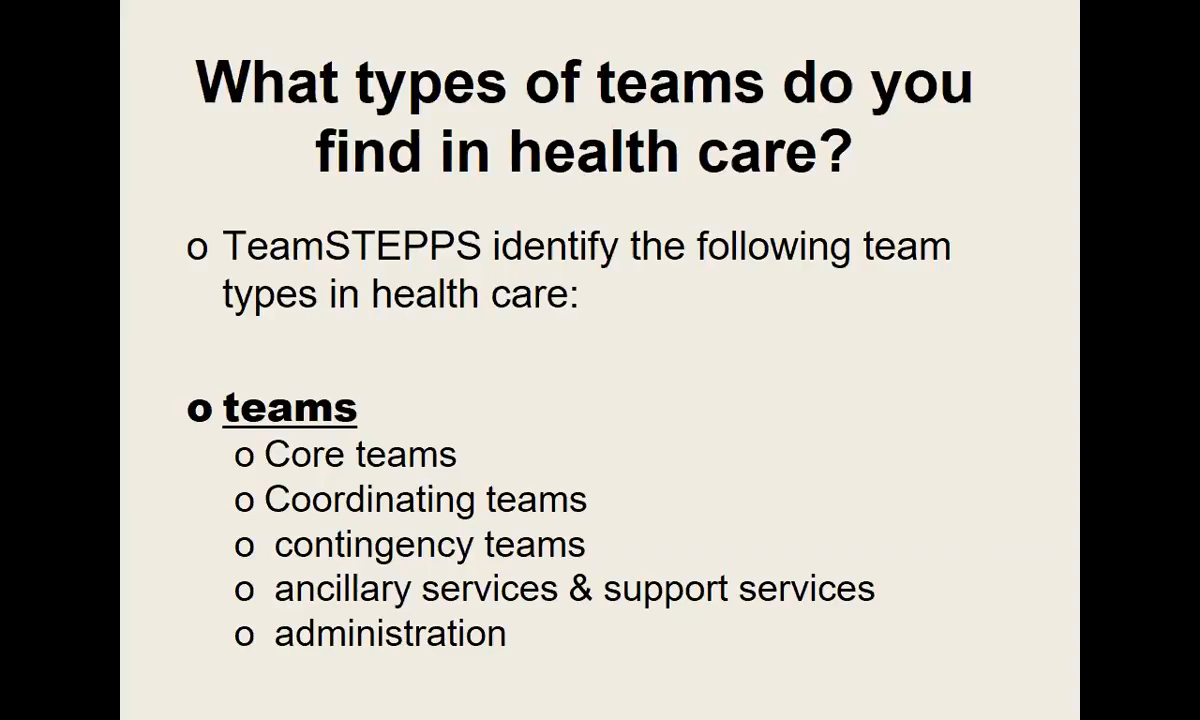 What types of teams do you
find in health care?
o TeamSTEPPS identify the following team
types in health care:
o teams
o Core teams
o Coordinating teams
o contingency teams
o ancillary services & support services
o administration